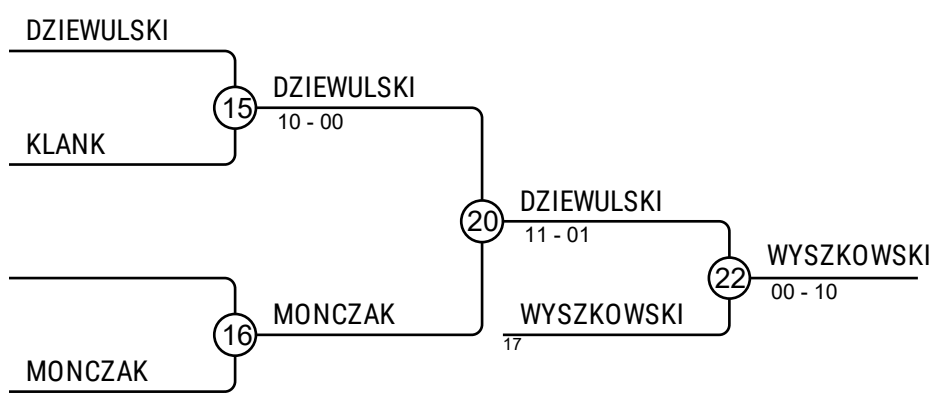 DZIEWULSKI
15
DZIEWULSKI
10 - 00
KLANK
20
DZIEWULSKI
11 - 01
22
WYSZKOWSKI
00 - 10
16
MONCZAK
WYSZKOWSKI
17
MONCZAK